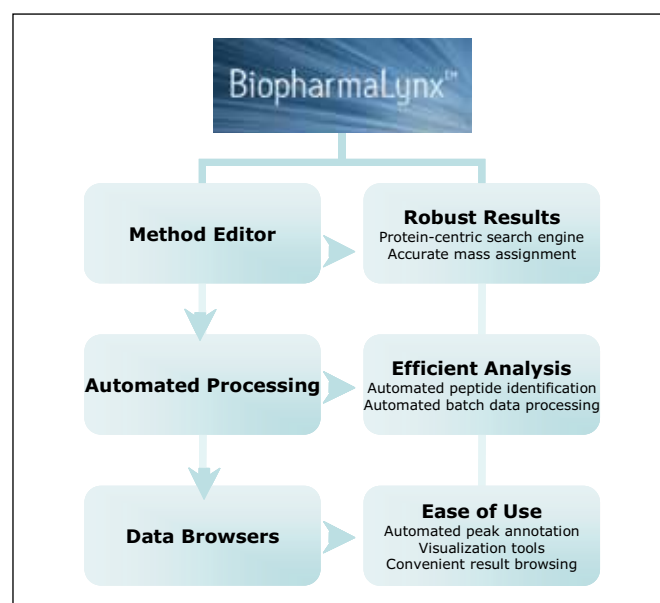 BiopharmaLynx™
Method Editor
Robust Results
Protein-centric search engine
Accurate mass assignment
Automated Processing
Efficient Analysis
Automated peptide identification
Automated batch data processing
Data Browsers
Ease of Use
Automated peak annotation
Visualization tools
Convenient result browsing